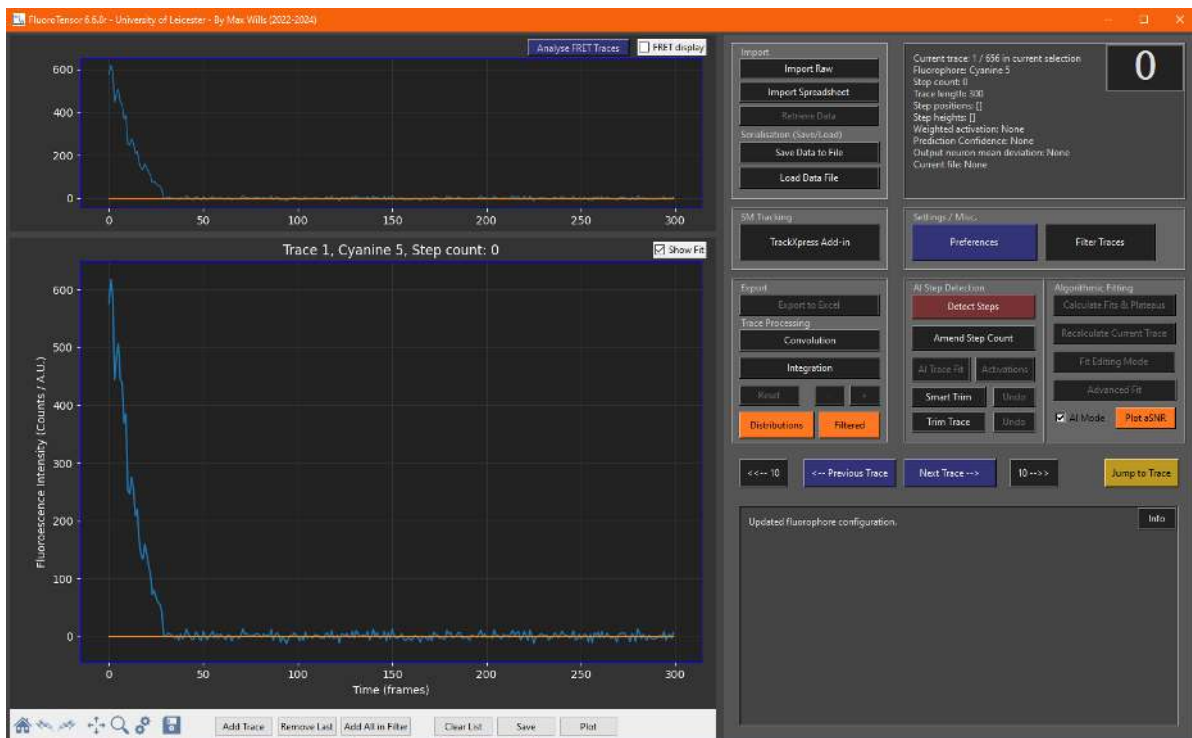 FluoroTensor 6.6.8r - University of Leicester - By Max Wills (2022-2024)
Analyse FRET Traces
FRET display
600
400
200
0
0 50 100 150 200 250 300
Trace 1, Cyanine 5, Step count: 0
Show Fit
Fluoroescence Intensity (Counts / A.U.)
600
500
400
300
200
100
0
0 50 100 150 200 250 300
Time (frames)
Add Trace Remove Last Add All in Filter Clear List Save Plot
Import
Import Raw
Import Spreadsheet
Retrieve Data
Serialisation (Save/Load)
Save Data to File
Load Data File
Current trace: 1 / 656 in current selection
Fluorophore: Cyanine 5
Step count: 0
Trace length: 300
Step positions: []
Step heights: []
Weighted activation: None
Prediction Confidence: None
Output neuron mean deviation: None
Current file: None
0
SM Tracking
TrackXpress Add-in
Settings / Misc.
Preferences
Filter Traces
Export
Export to Excel
Trace Processing
Convolution
Integration
Reset - +
Distributions Filtered
AI Step Detection
Detect Steps
Amend Step Count
AI Trace Fit Activations
Smart Trim Undo
Trim Trace Undo
Algorithmic Fitting
Recalculate Current Trace
Fit Editing Mode
Advanced Fit
AI Mode Plot aSNR
<<-- 10 <-- Previous Trace Next Trace --> 10 -->> Jump to Trace
Updated fluorophore configuration.
Info